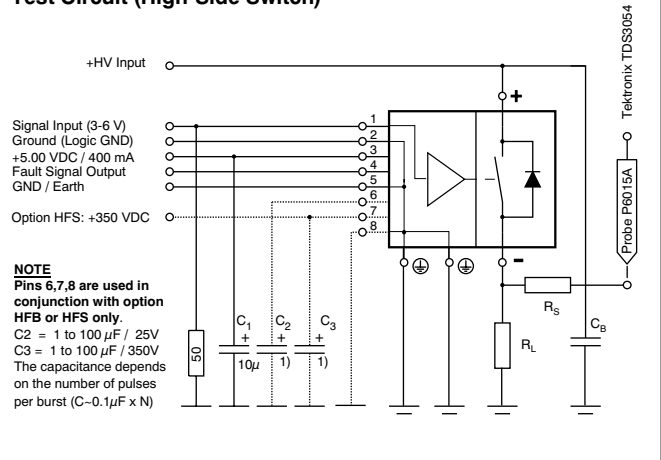 Test Circuit (High Side Switch)
+HV Input
Signal Input (3-6 V)
Ground (Logic GND)
+5.00 VDC / 400 mA
Fault Signal Output
GND / Earth
Option HFS: +350 VDC
1
2
3
4
5
6
7
8
+
-
Tektronix TDS3054
Probe P6015A
RS
RL
CB
NOTE
Pins 6,7,8 are used in
conjunction with option
HFB or HFS only.
C2 = 1 to 100 μF / 25V
C3 = 1 to 100 μF / 350V
The capacitance depends
on the number of pulses
per burst (C~0.1μF x N)
50
C1
+
10μ
C2
+
1)
C3
+
1)